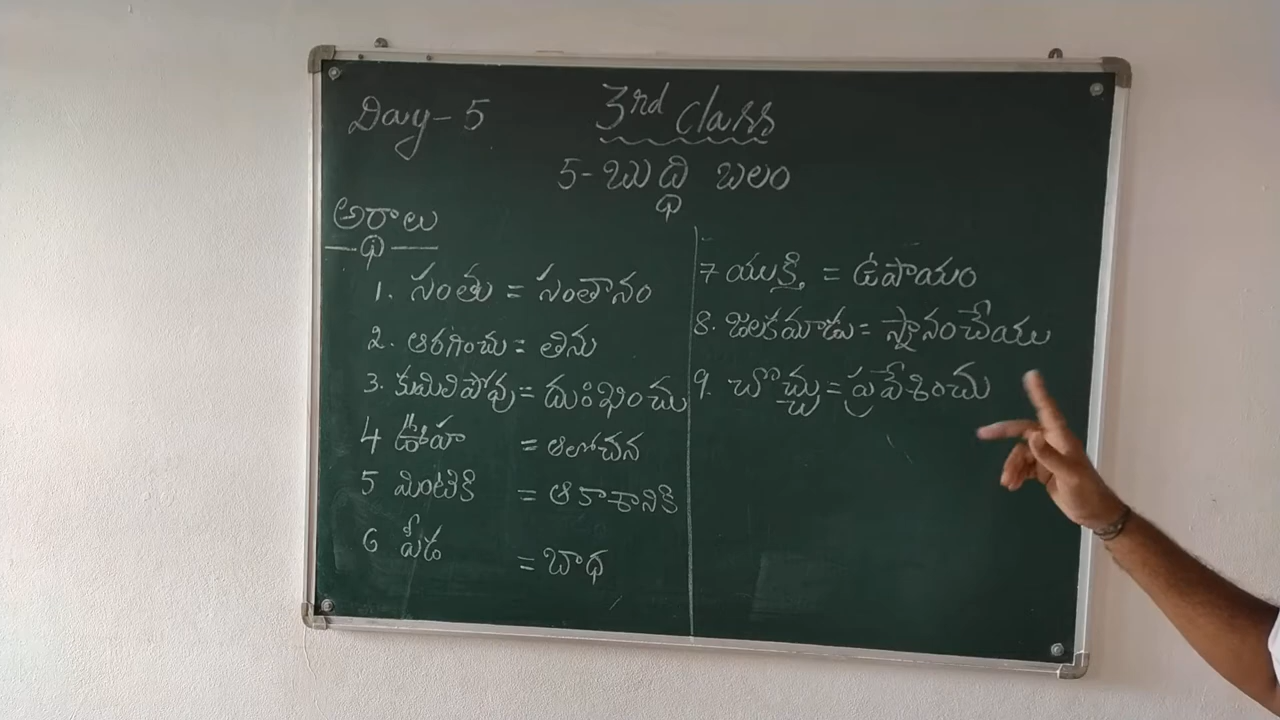 Day-5
3rd class
5-బుద్ధి బలం
అర్థాలు
1. సంతు = సంతానం
2. ఆరగించు = తిను
3. కుమిలిపోవు = దుఃఖించు
4 ఊహ = ఆలోచన
5 మింటికి = ఆకాశానికి
6 పీడ = బాధ
7 యుక్తి = ఉపాయం
8. జలకమాడు = స్నానంచేయు
9. చొచ్చు = ప్రవేశించు